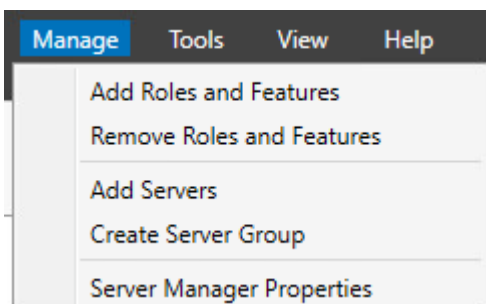 Manage Tools View Help
Add Roles and Features
Remove Roles and Features
Add Servers
Create Server Group
Server Manager Properties